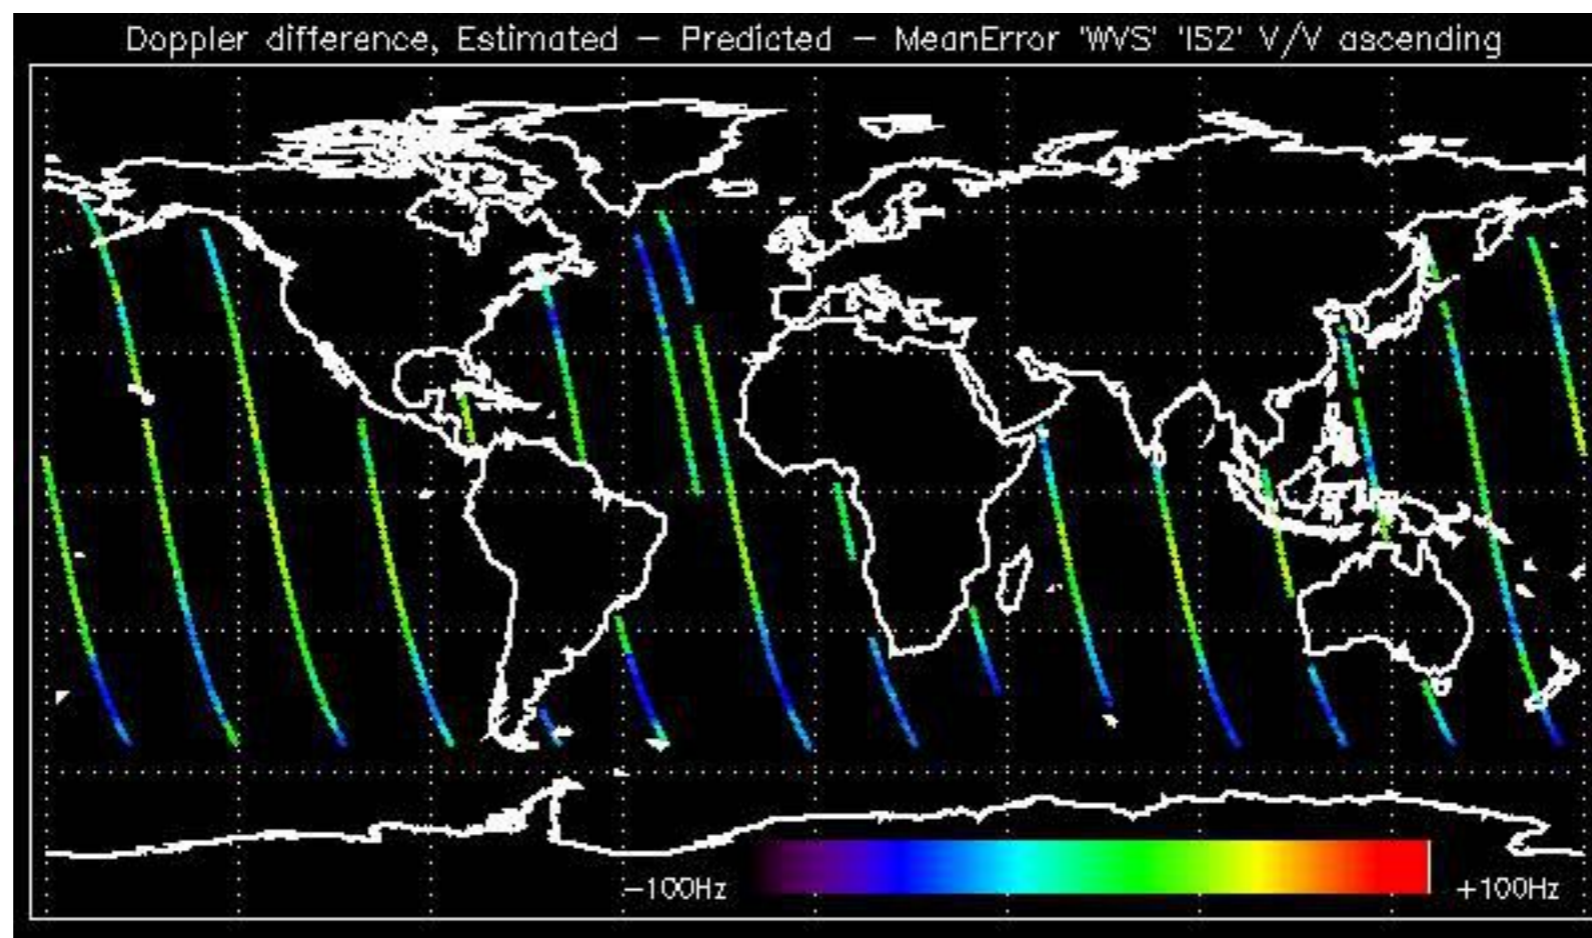 Doppler difference, Estimated – Predicted – MeanError 'WVS' 'IS2' V/V ascending
–100Hz
+100Hz